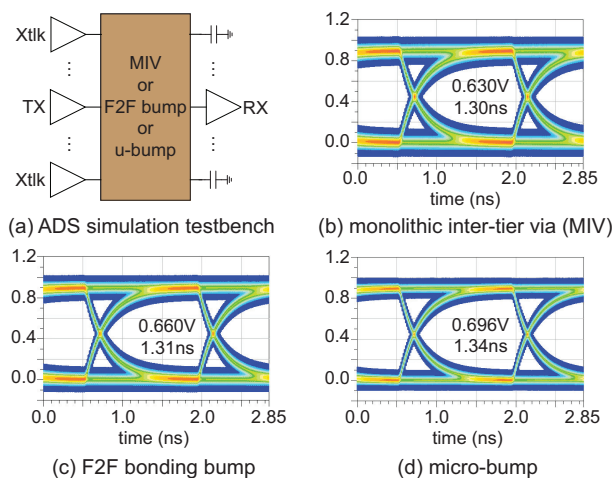 Xtlk
TX
Xtlk
MIV
or
F2F bump
or
u-bump
RX
(a) ADS simulation testbench
1.2
0.8
0.4
0.0
0.630V
1.30ns
0.0 1.0 2.0 2.85
time (ns)
(b) monolithic inter-tier via (MIV)
1.2
0.8
0.4
0.0
0.660V
1.31ns
0.0 1.0 2.0 2.85
time (ns)
(c) F2F bonding bump
1.2
0.8
0.4
0.0
0.696V
1.34ns
0.0 1.0 2.0 2.85
time (ns)
(d) micro-bump